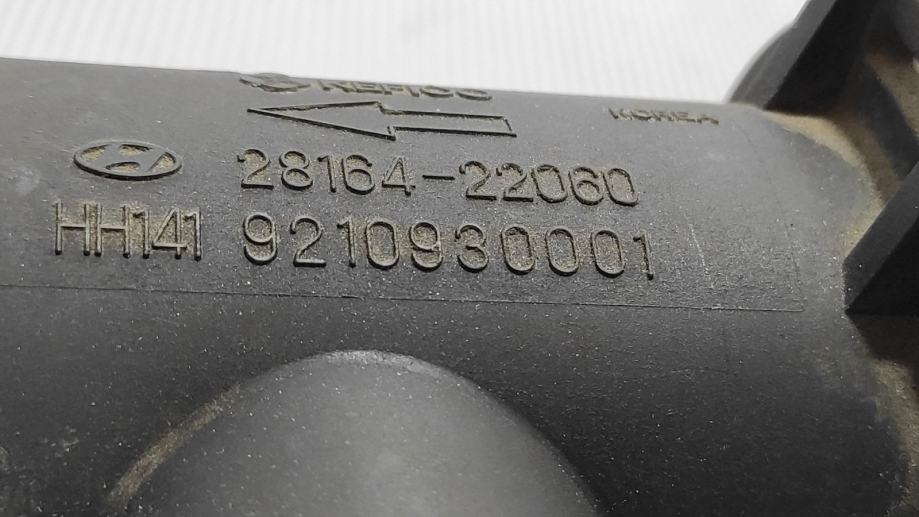 KEFICO
KOREA
28164-22060
HH141 9210930001